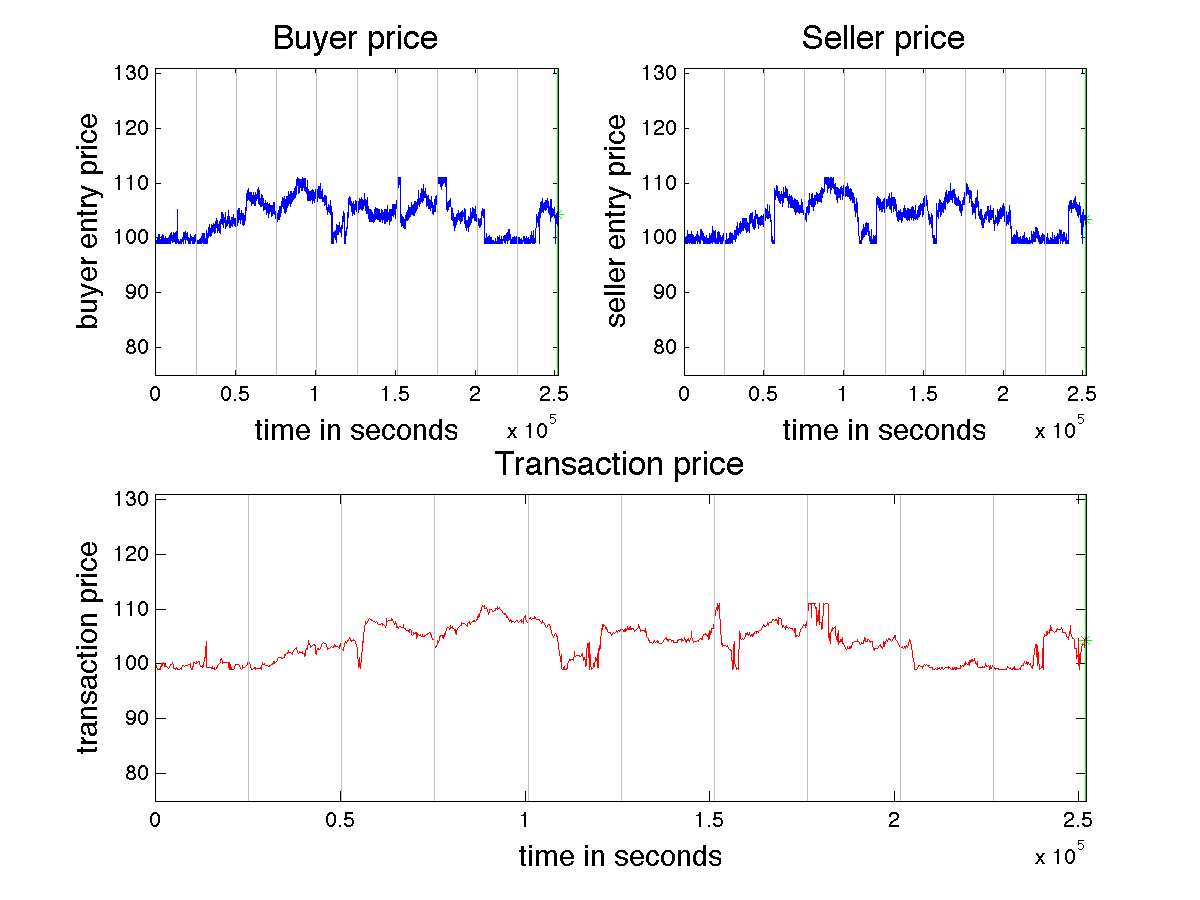 Buyer price
Seller price
130
120
110
100
90
80
buyer entry price
0 0.5 1 1.5 2 2.5
x 10^5
time in seconds
130
120
110
100
90
80
seller entry price
0 0.5 1 1.5 2 2.5
x 10^5
time in seconds
Transaction price
130
120
110
100
90
80
transaction price
0 0.5 1 1.5 2 2.5
x 10^5
time in seconds